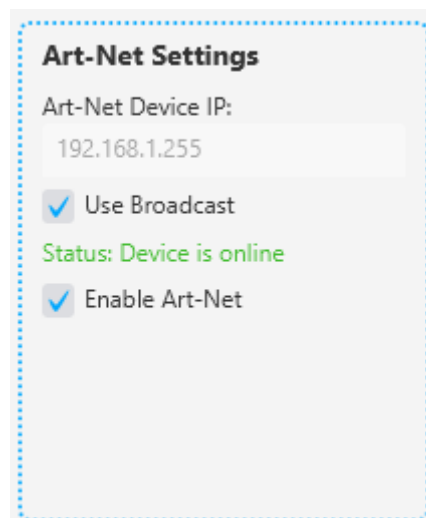 Art-Net Settings
Art-Net Device IP:
192.168.1.255
Use Broadcast
Status: Device is online
Enable Art-Net